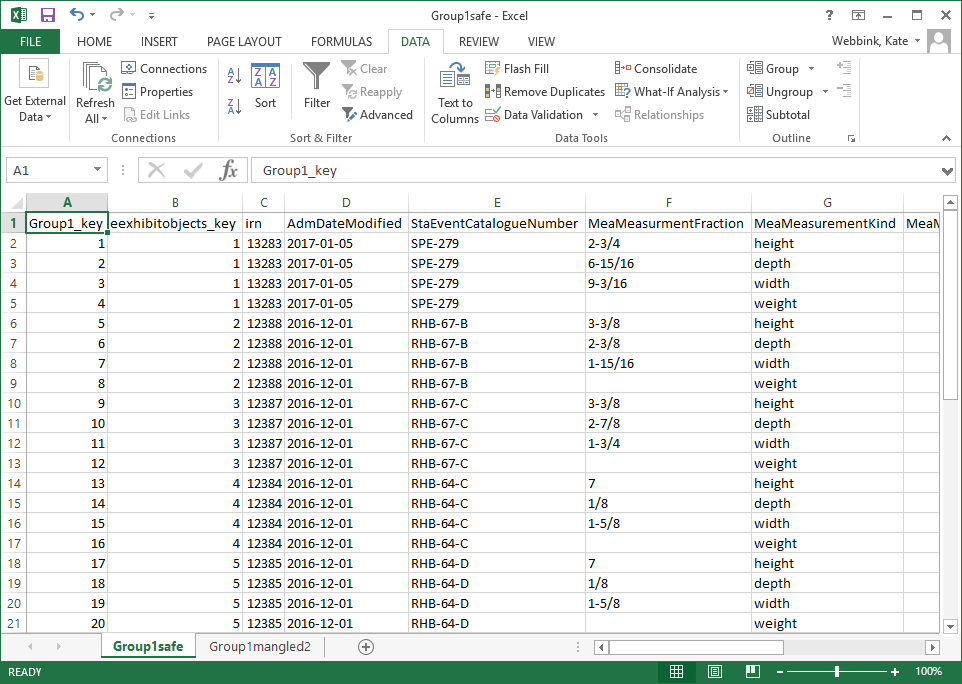 Group1safe - Excel
FILE HOME INSERT PAGE LAYOUT FORMULAS DATA REVIEW VIEW Webbink, Kate
Get External Data
Refresh All
Connections
Properties
Edit Links
Connections
Sort
Filter
Clear
Reapply
Advanced
Sort & Filter
Text to Columns
Flash Fill
Remove Duplicates
Data Validation
Consolidate
What-If Analysis
Relationships
Data Tools
Group
Ungroup
Subtotal
Outline
A1 fx Group1_key
A B C D E F G
1 Group1_key eexhibitobjects_key irn AdmDateModified StaEventCatalogueNumber MeaMeasurmentFraction MeaMeasurementKind MeaM
2 1 1 13283 2017-01-05 SPE-279 2-3/4 height
3 2 1 13283 2017-01-05 SPE-279 6-15/16 depth
4 3 1 13283 2017-01-05 SPE-279 9-3/16 width
5 4 1 13283 2017-01-05 SPE-279 weight
6 5 2 12388 2016-12-01 RHB-67-B 3-3/8 height
7 6 2 12388 2016-12-01 RHB-67-B 2-3/8 depth
8 7 2 12388 2016-12-01 RHB-67-B 1-15/16 width
9 8 2 12388 2016-12-01 RHB-67-B weight
10 9 3 12387 2016-12-01 RHB-67-C 3-3/8 height
11 10 3 12387 2016-12-01 RHB-67-C 2-7/8 depth
12 11 3 12387 2016-12-01 RHB-67-C 1-3/4 width
13 12 3 12387 2016-12-01 RHB-67-C weight
14 13 4 12384 2016-12-01 RHB-64-C 7 height
15 14 4 12384 2016-12-01 RHB-64-C 1/8 depth
16 15 4 12384 2016-12-01 RHB-64-C 1-5/8 width
17 16 4 12384 2016-12-01 RHB-64-C weight
18 17 5 12385 2016-12-01 RHB-64-D 7 height
19 18 5 12385 2016-12-01 RHB-64-D 1/8 depth
20 19 5 12385 2016-12-01 RHB-64-D 1-5/8 width
21 20 5 12385 2016-12-01 RHB-64-D weight
Group1safe Group1mangled2
READY 100%